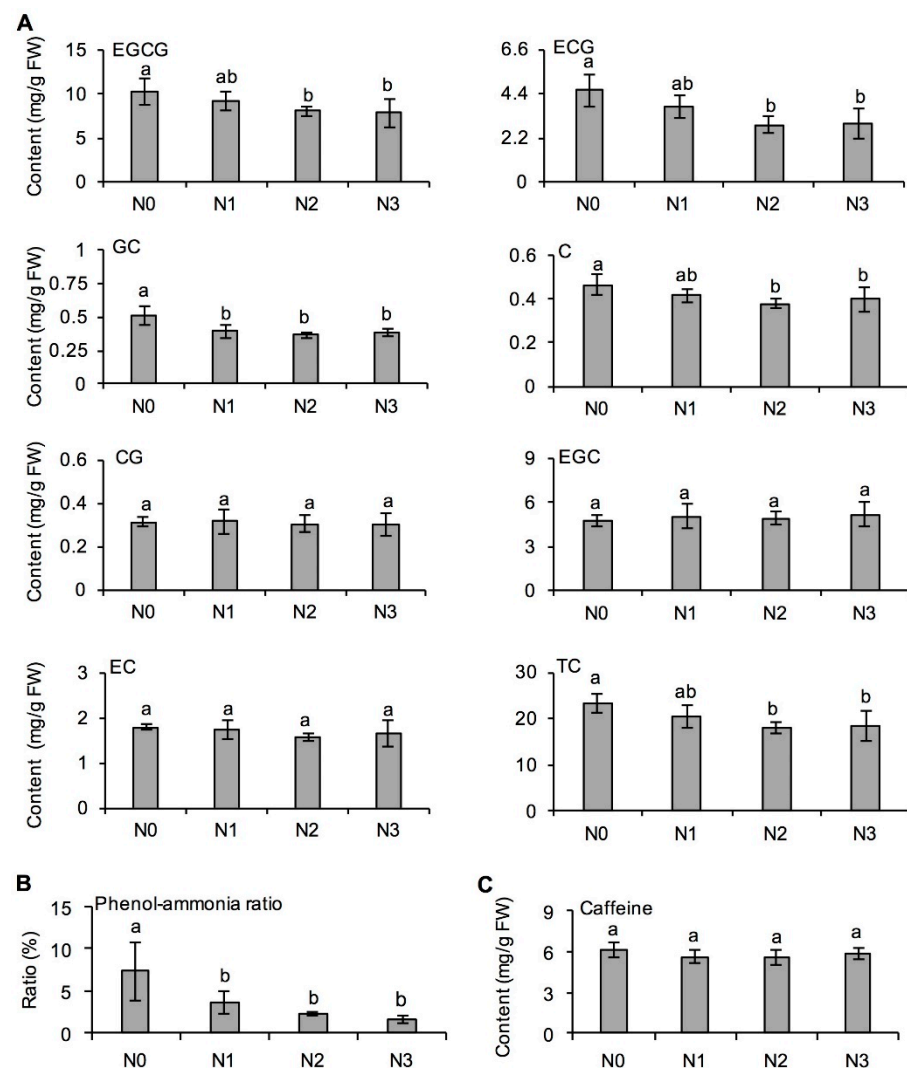 A
EGCG
Content (mg/g FW)
15
10
5
0
a
ab
b
b
N0
N1
N2
N3
ECG
6.6
4.4
2.2
0
a
ab
b
b
N0
N1
N2
N3
GC
Content (mg/g FW)
1
0.75
0.5
0.25
0
a
b
b
b
N0
N1
N2
N3
C
0.6
0.4
0.2
0
a
ab
b
b
N0
N1
N2
N3
CG
Content (mg/g FW)
0.6
0.4
0.2
0
a
a
a
a
N0
N1
N2
N3
EGC
9
6
3
0
a
a
a
a
N0
N1
N2
N3
EC
Content (mg/g FW)
3
2
1
0
a
a
a
a
N0
N1
N2
N3
TC
30
20
10
0
a
ab
b
b
N0
N1
N2
N3
B
Phenol-ammonia ratio
Ratio (%)
15
10
5
0
a
b
b
b
N0
N1
N2
N3
C
Caffeine
Content (mg/g FW)
9
6
3
0
a
a
a
a
N0
N1
N2
N3